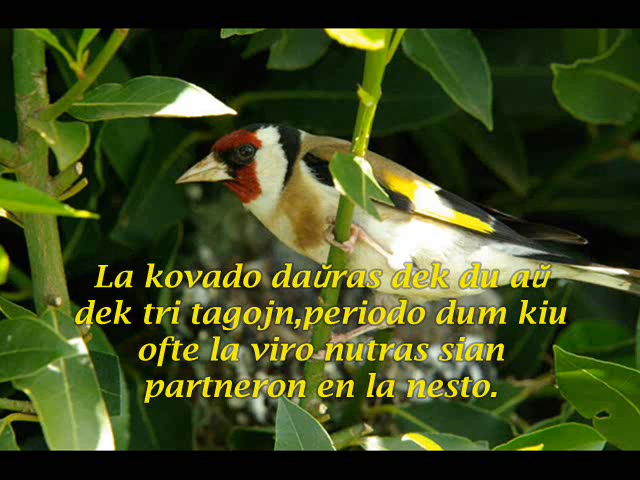 La kovado daŭras dek du aŭ
dek tri tagojn,periodo dum kiu
ofte la viro nutras sian
partneron en la nesto.